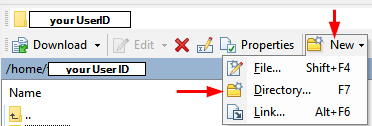 your UserID
Download Edit Properties New
/home/ your UserID
File... Shift+F4
Name
Directory... F7
..
Link... Alt+F6